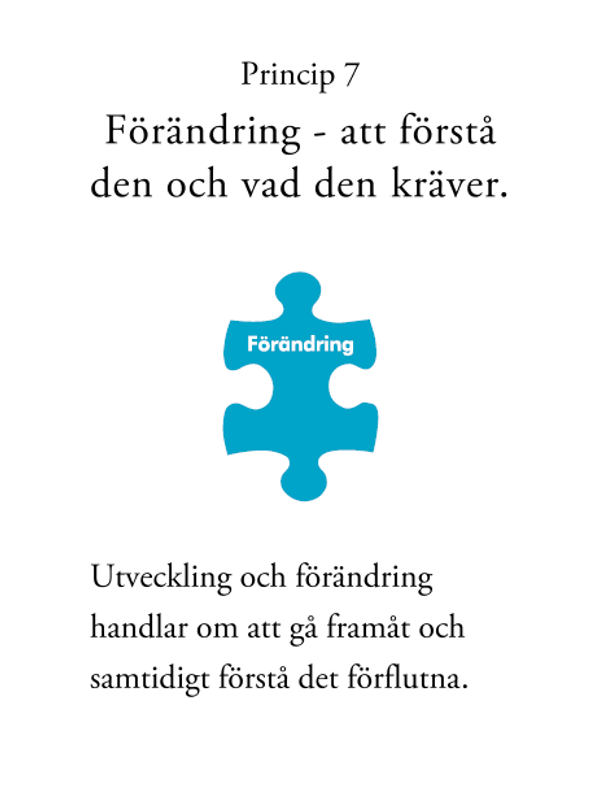 Princip 7
Förändring - att förstå
den och vad den kräver.
Förändring
Utveckling och förändring
handlar om att gå framåt och
samtidigt förstå det förflutna.